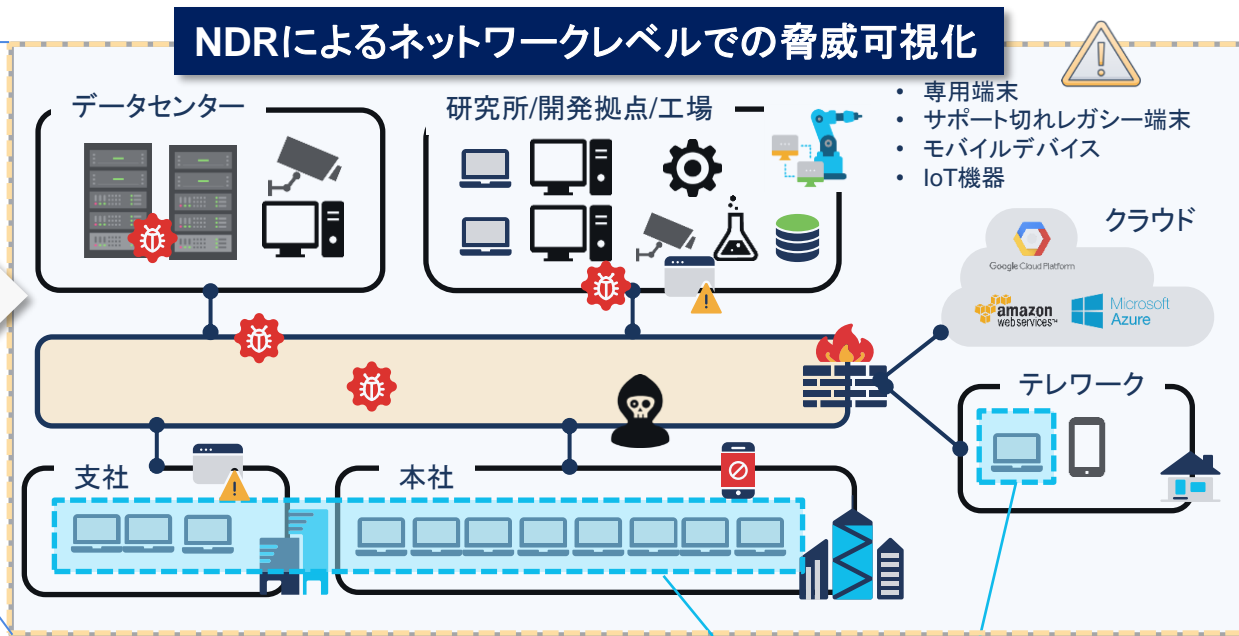 NDRによるネットワークレベルでの脅威可視化
データセンター
研究所/開発拠点/工場
• 専用端末
• サポート切れレガシー端末
• モバイルデバイス
• IoT機器
クラウド
Google Cloud Platform
amazon
webservices™
Microsoft
Azure
テレワーク
支社
本社